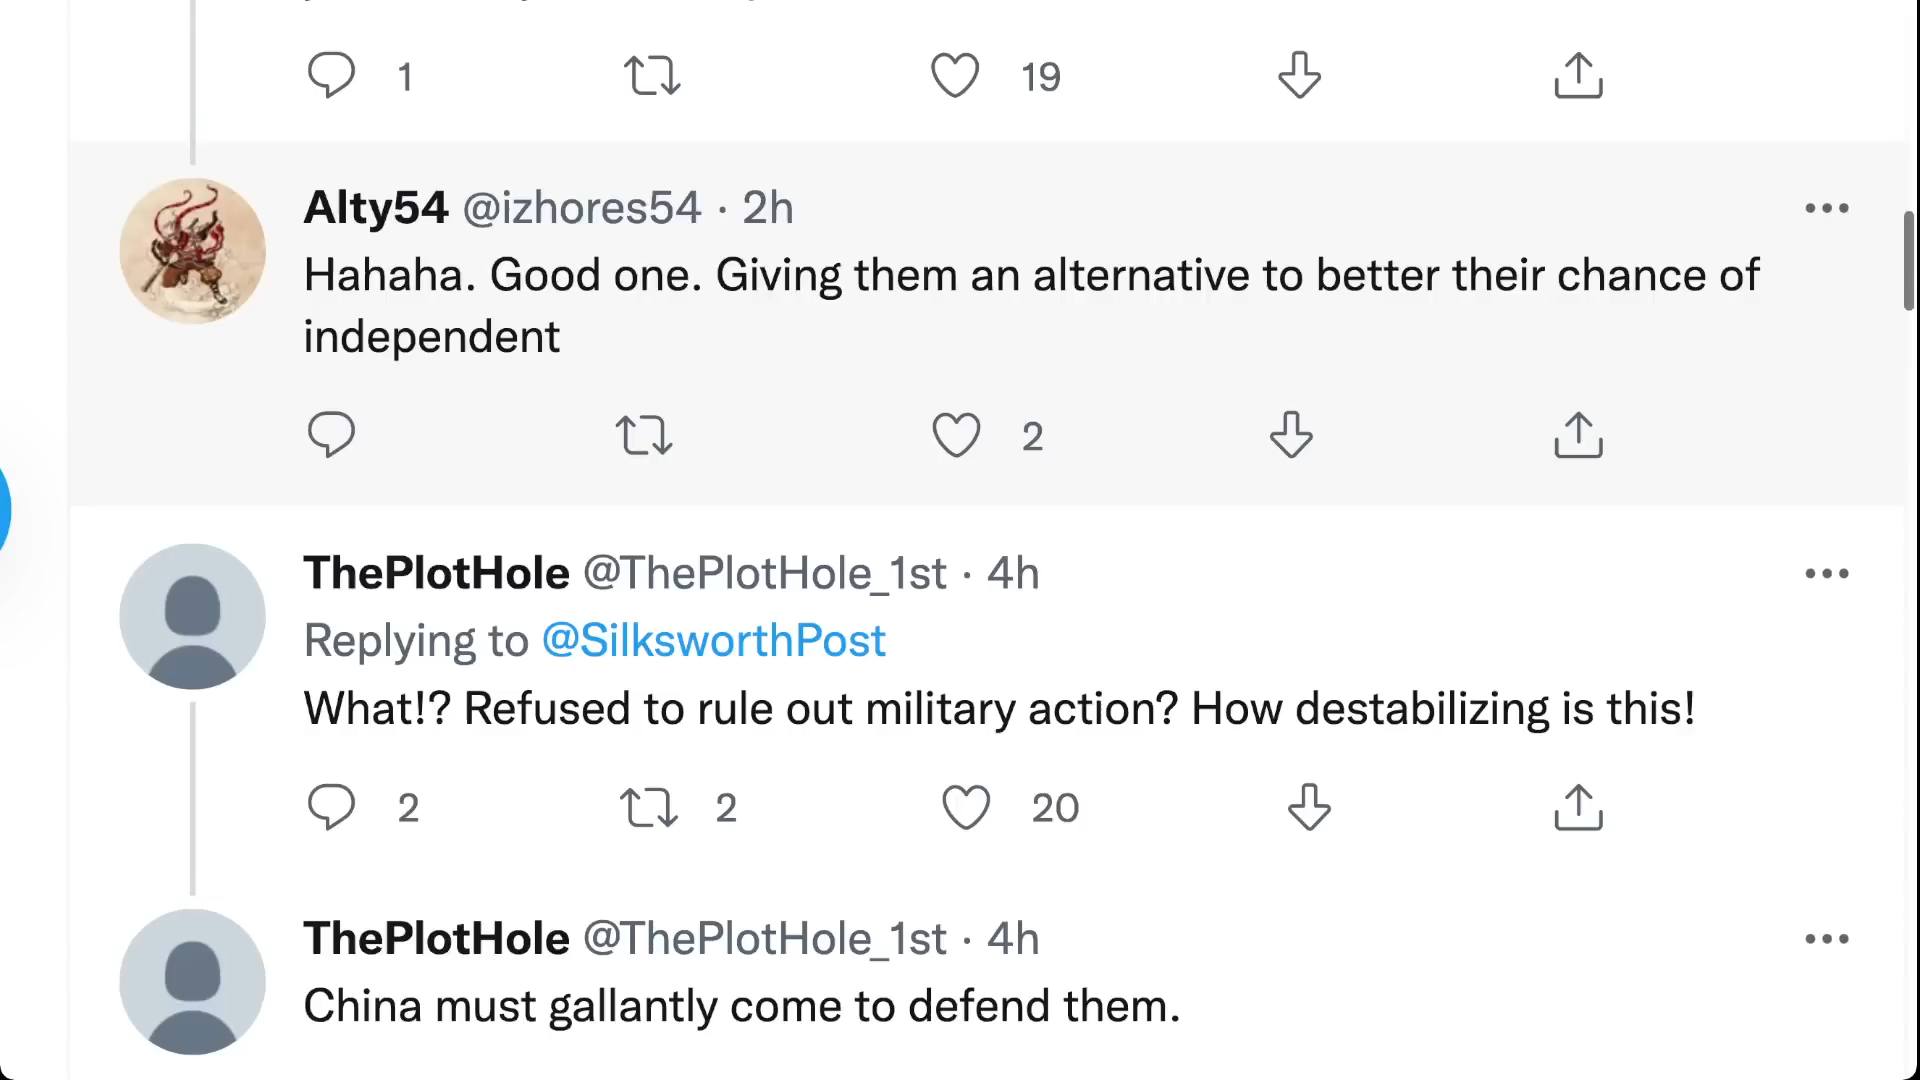 1 19
Alty54 @izhores54 · 2h
Hahaha. Good one. Giving them an alternative to better their chance of
independent
2
ThePlotHole @ThePlotHole_1st · 4h
Replying to @SilksworthPost
What!? Refused to rule out military action? How destabilizing is this!
2 2 20
ThePlotHole @ThePlotHole_1st · 4h
China must gallantly come to defend them.